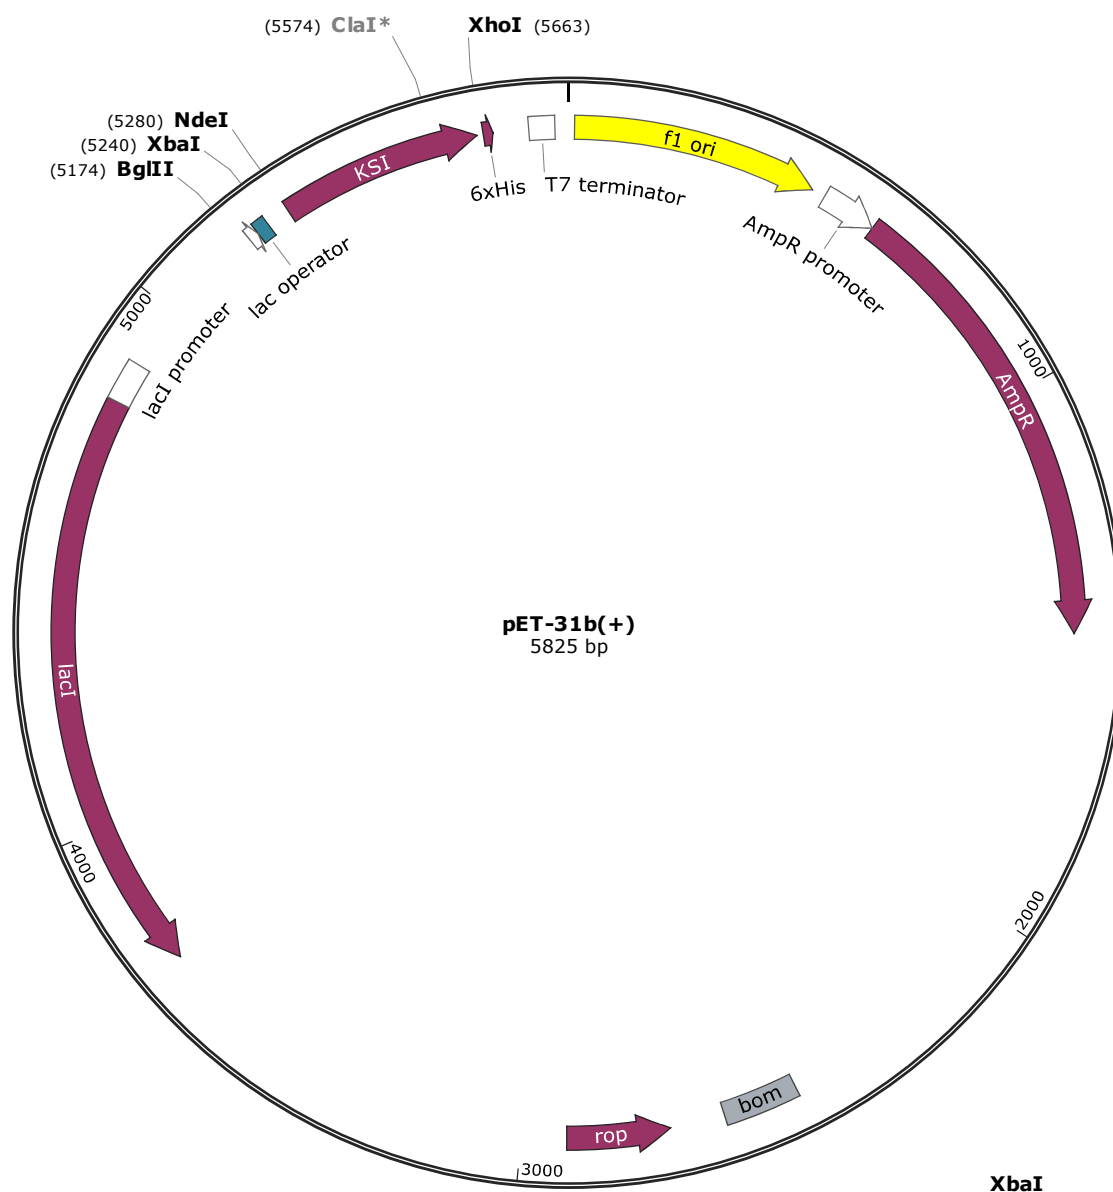 (5574) ClaI*
XhoI (5663)
(5280) NdeI
(5240) XbaI
(5174) BglII
KSI
6xHis
T7 terminator
f1 ori
AmpR promoter
lac operator
5000
lacI promoter
1000
AmpR
pET-31b(+)
5825 bp
lacI
4000
2000
bom
rop
3000
XbaI